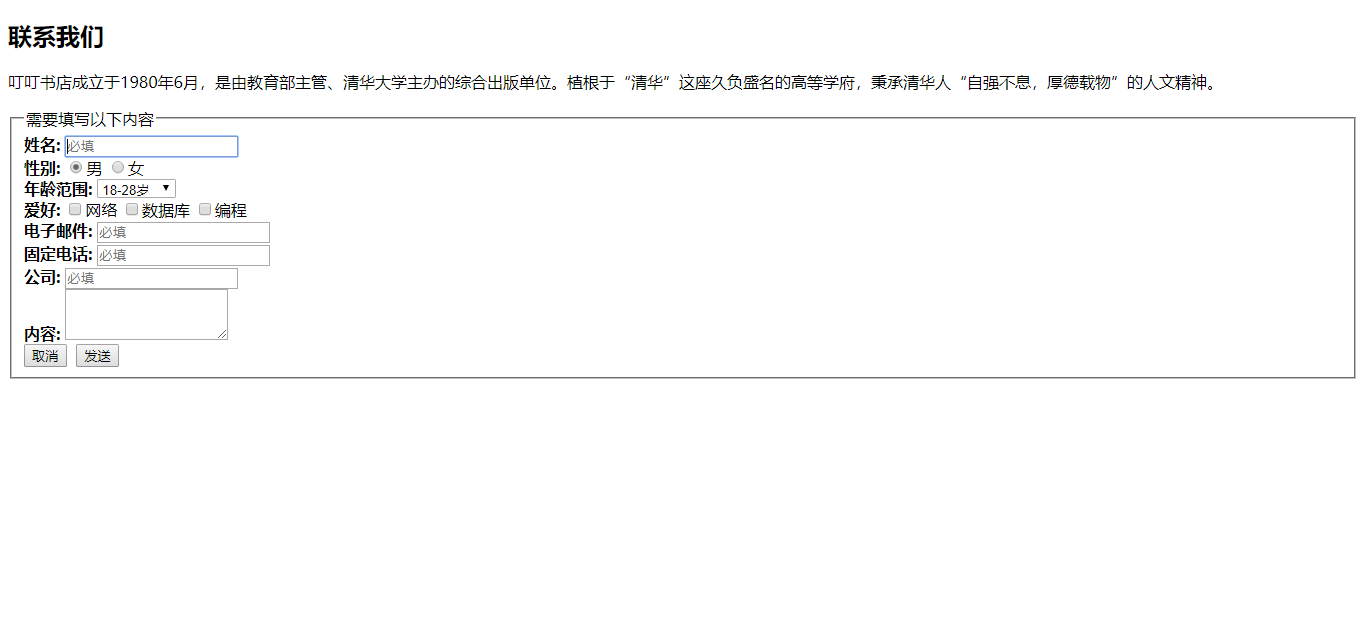 联系我们
叮叮书店成立于1980年6月，是由教育部主管、清华大学主办的综合出版单位。植根于“清华”这座久负盛名的高等学府，秉承清华人“自强不息，厚德载物”的人文精神。
需要填写以下内容
姓名: 必填
性别: 男 女
年龄范围: 18-28岁
爱好: 网络 数据库 编程
电子邮件: 必填
固定电话: 必填
公司: 必填
内容:
取消 发送